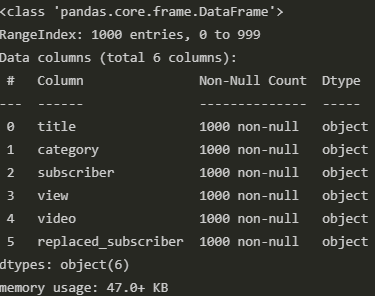 <class 'pandas.core.frame.DataFrame'>
RangeIndex: 1000 entries, 0 to 999
Data columns (total 6 columns):
 #   Column               Non-Null Count  Dtype
---  ------               --------------  -----
 0   title                1000 non-null   object
 1   category             1000 non-null   object
 2   subscriber           1000 non-null   object
 3   view                 1000 non-null   object
 4   video                1000 non-null   object
 5   replaced_subscriber  1000 non-null   object
dtypes: object(6)
memory usage: 47.0+ KB